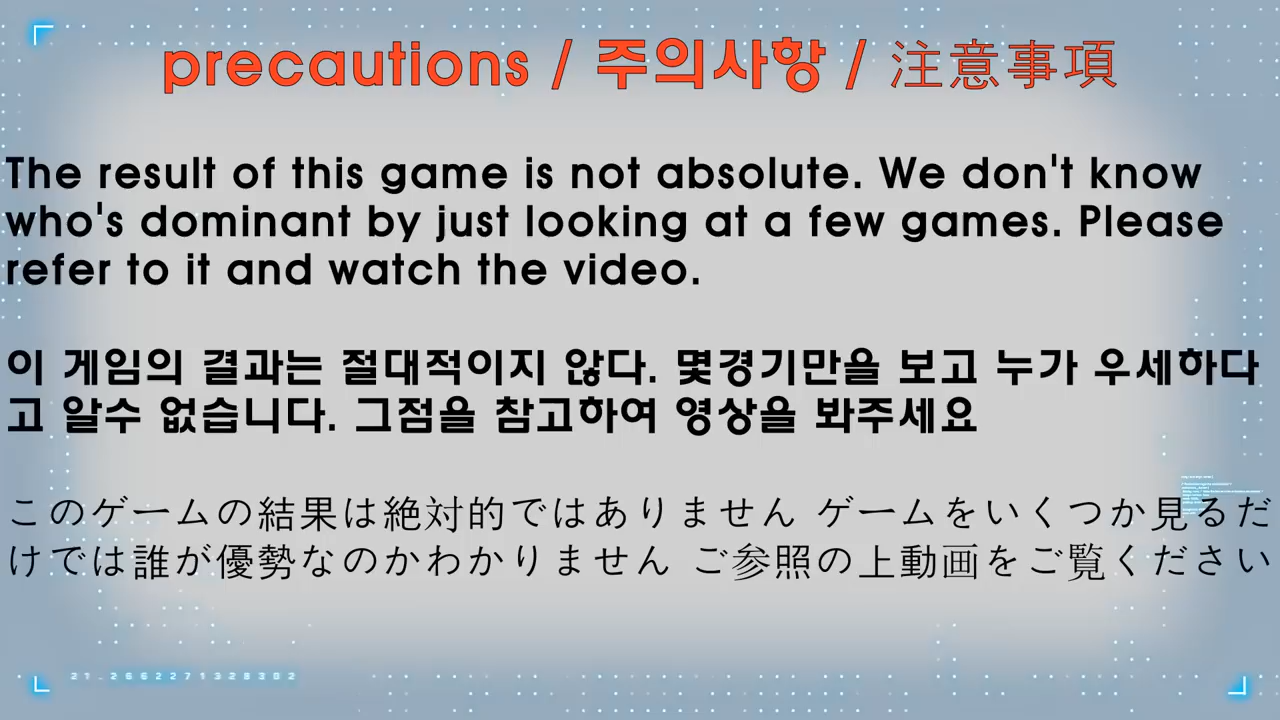 precautions / 주의사항 / 注意事項
The result of this game is not absolute. We don't know
who's dominant by just looking at a few games. Please
refer to it and watch the video.
이 게임의 결과는 절대적이지 않다. 몇경기만을 보고 누가 우세하다
고 알수 없습니다. 그점을 참고하여 영상을 봐주세요
このゲームの結果は絶対的ではありません ゲームをいくつか見るだ
けでは誰が優勢なのかわかりません ご参照の上動画をご覧ください